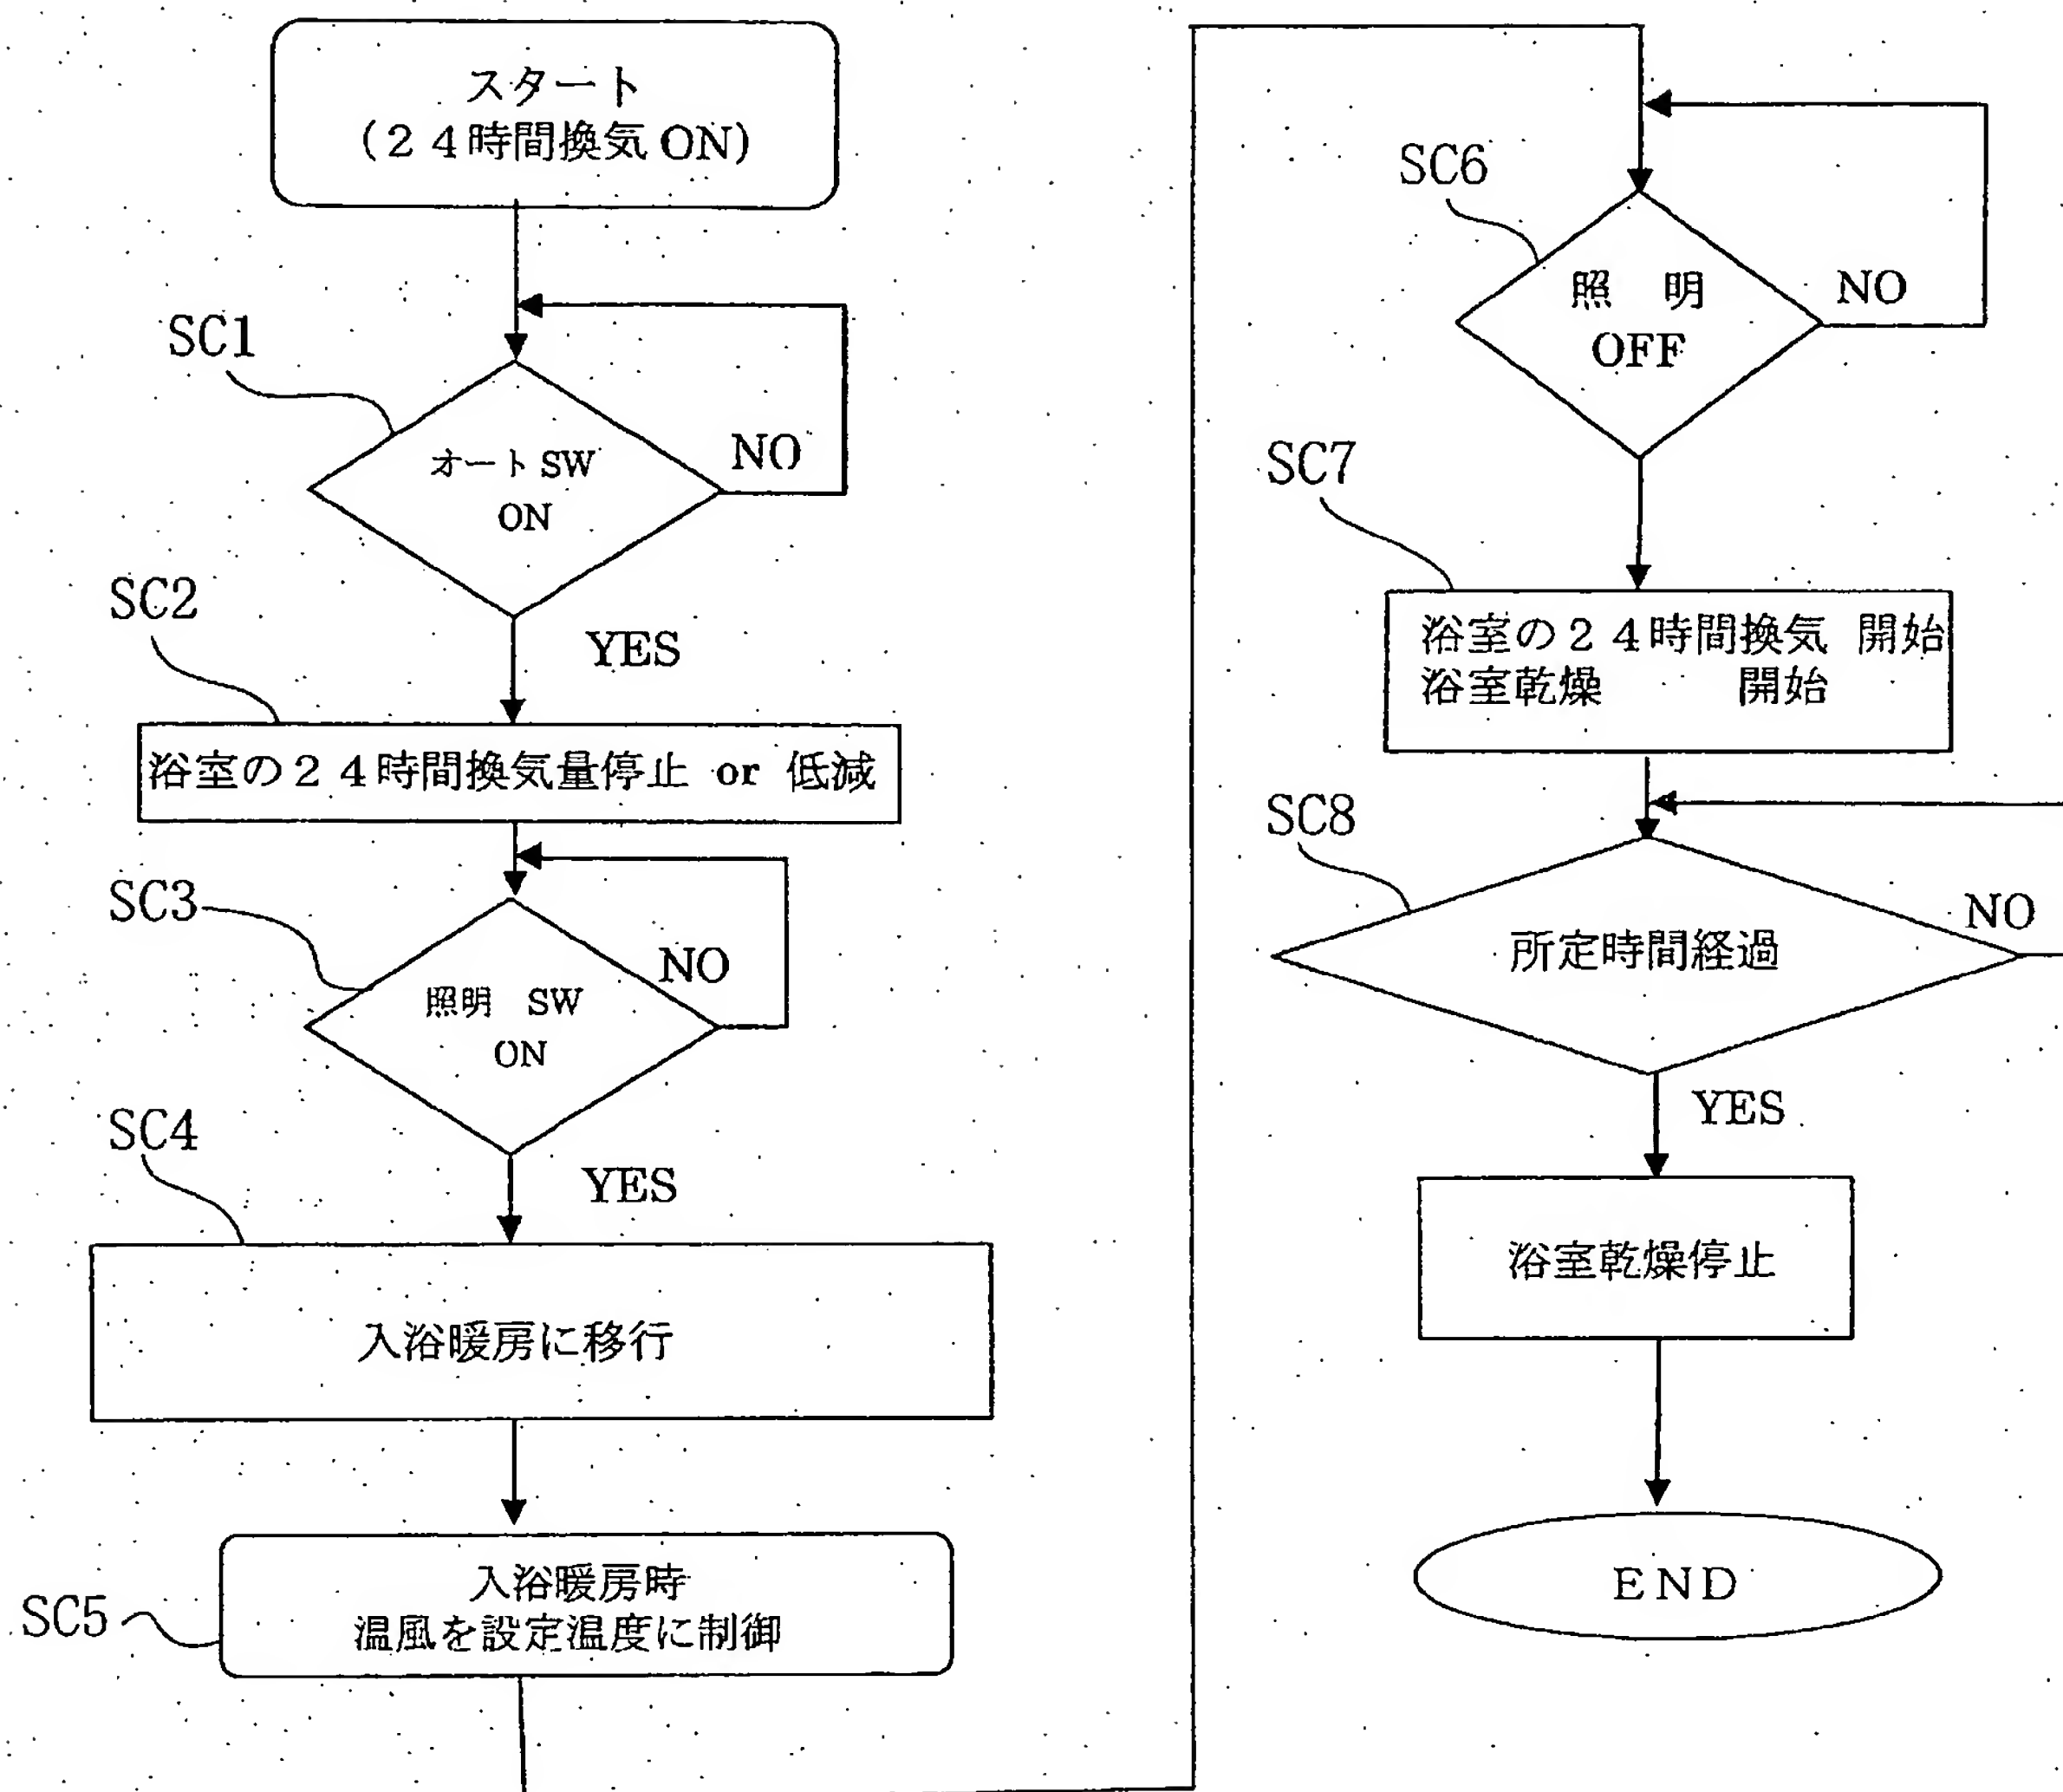 スタート
(２４時間換気 ON)
SC1
オート SW
ON
NO
YES
SC2
浴室の２４時間換気量停止 or 低減
SC3
照明 SW
ON
NO
YES
SC4
入浴暖房に移行
SC5
入浴暖房時
温風を設定温度に制御
SC6
照 明
OFF
NO
SC7
浴室の２４時間換気 開始
浴室乾燥 開始
SC8
所定時間経過
NO
YES
浴室乾燥停止
END